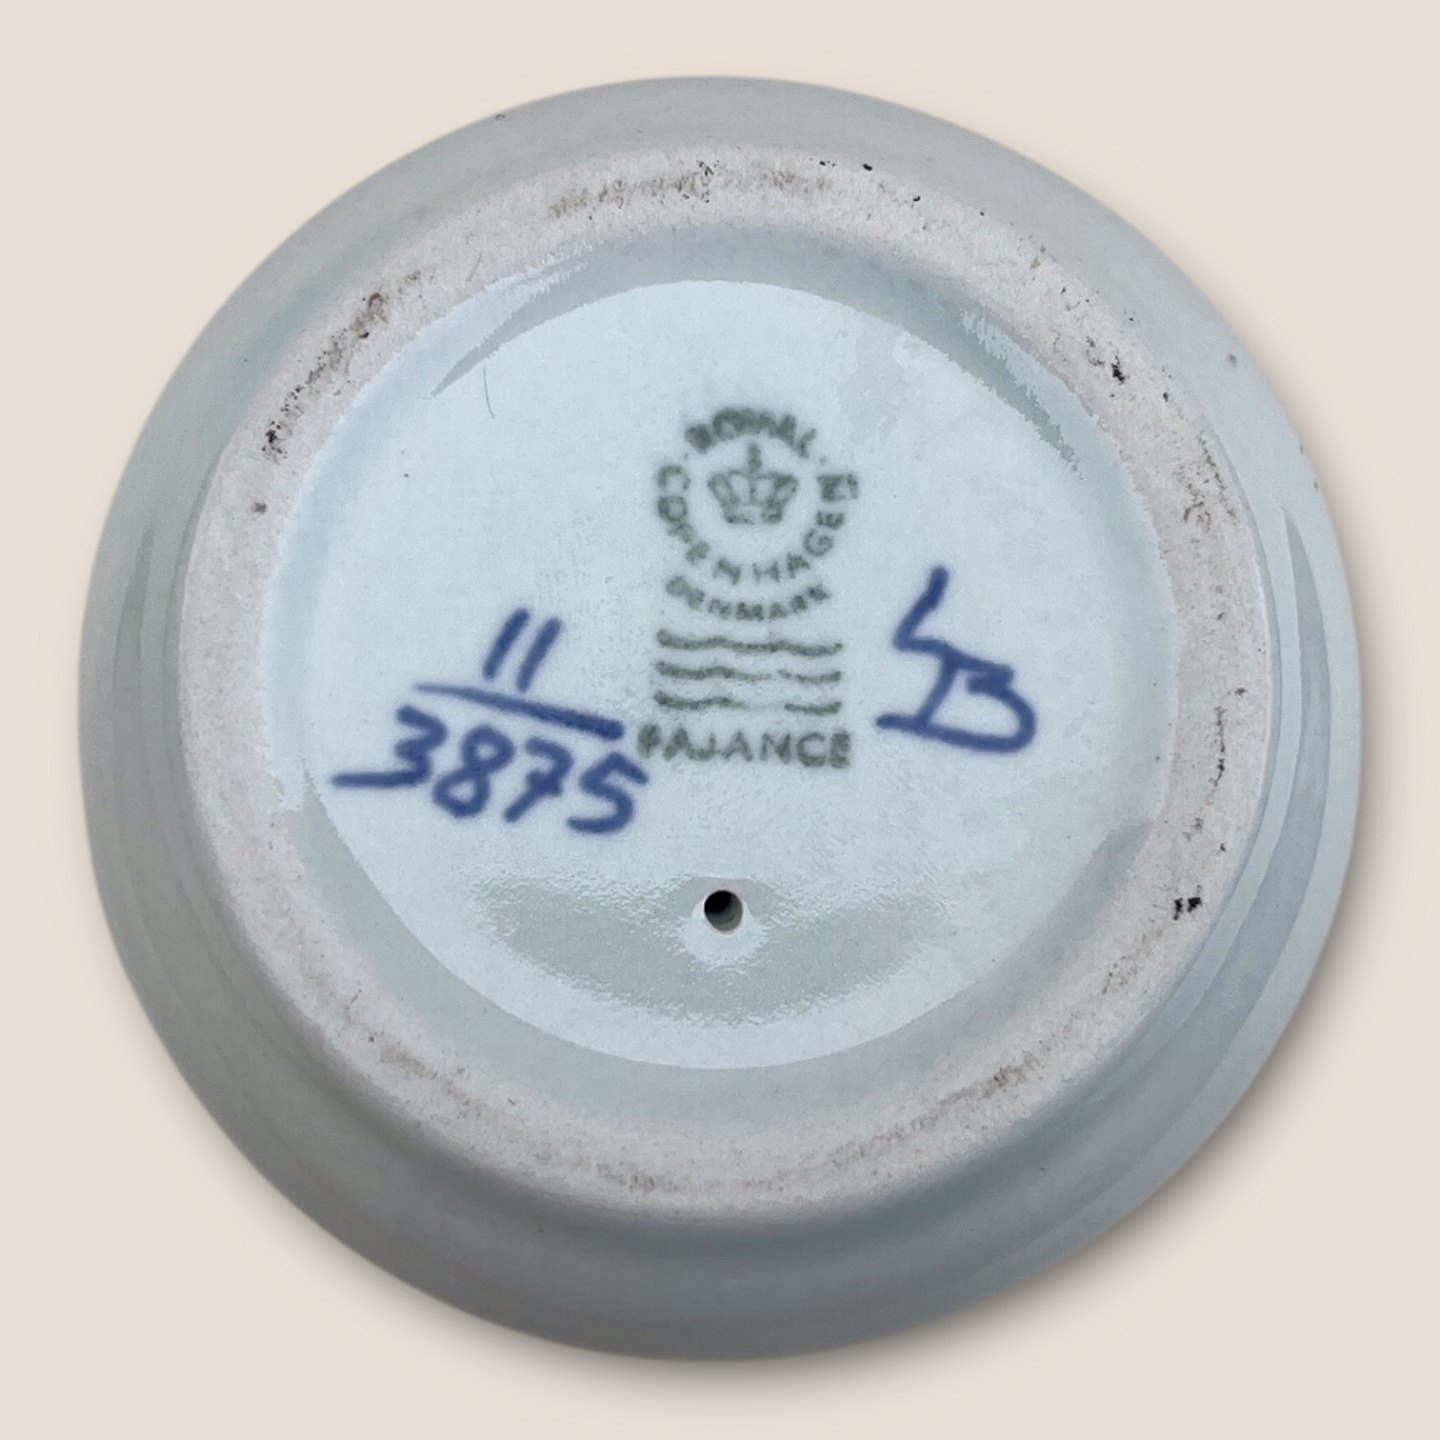 ROYAL
COPENHAGEN
DENMARK
FAJANCE
11
3875